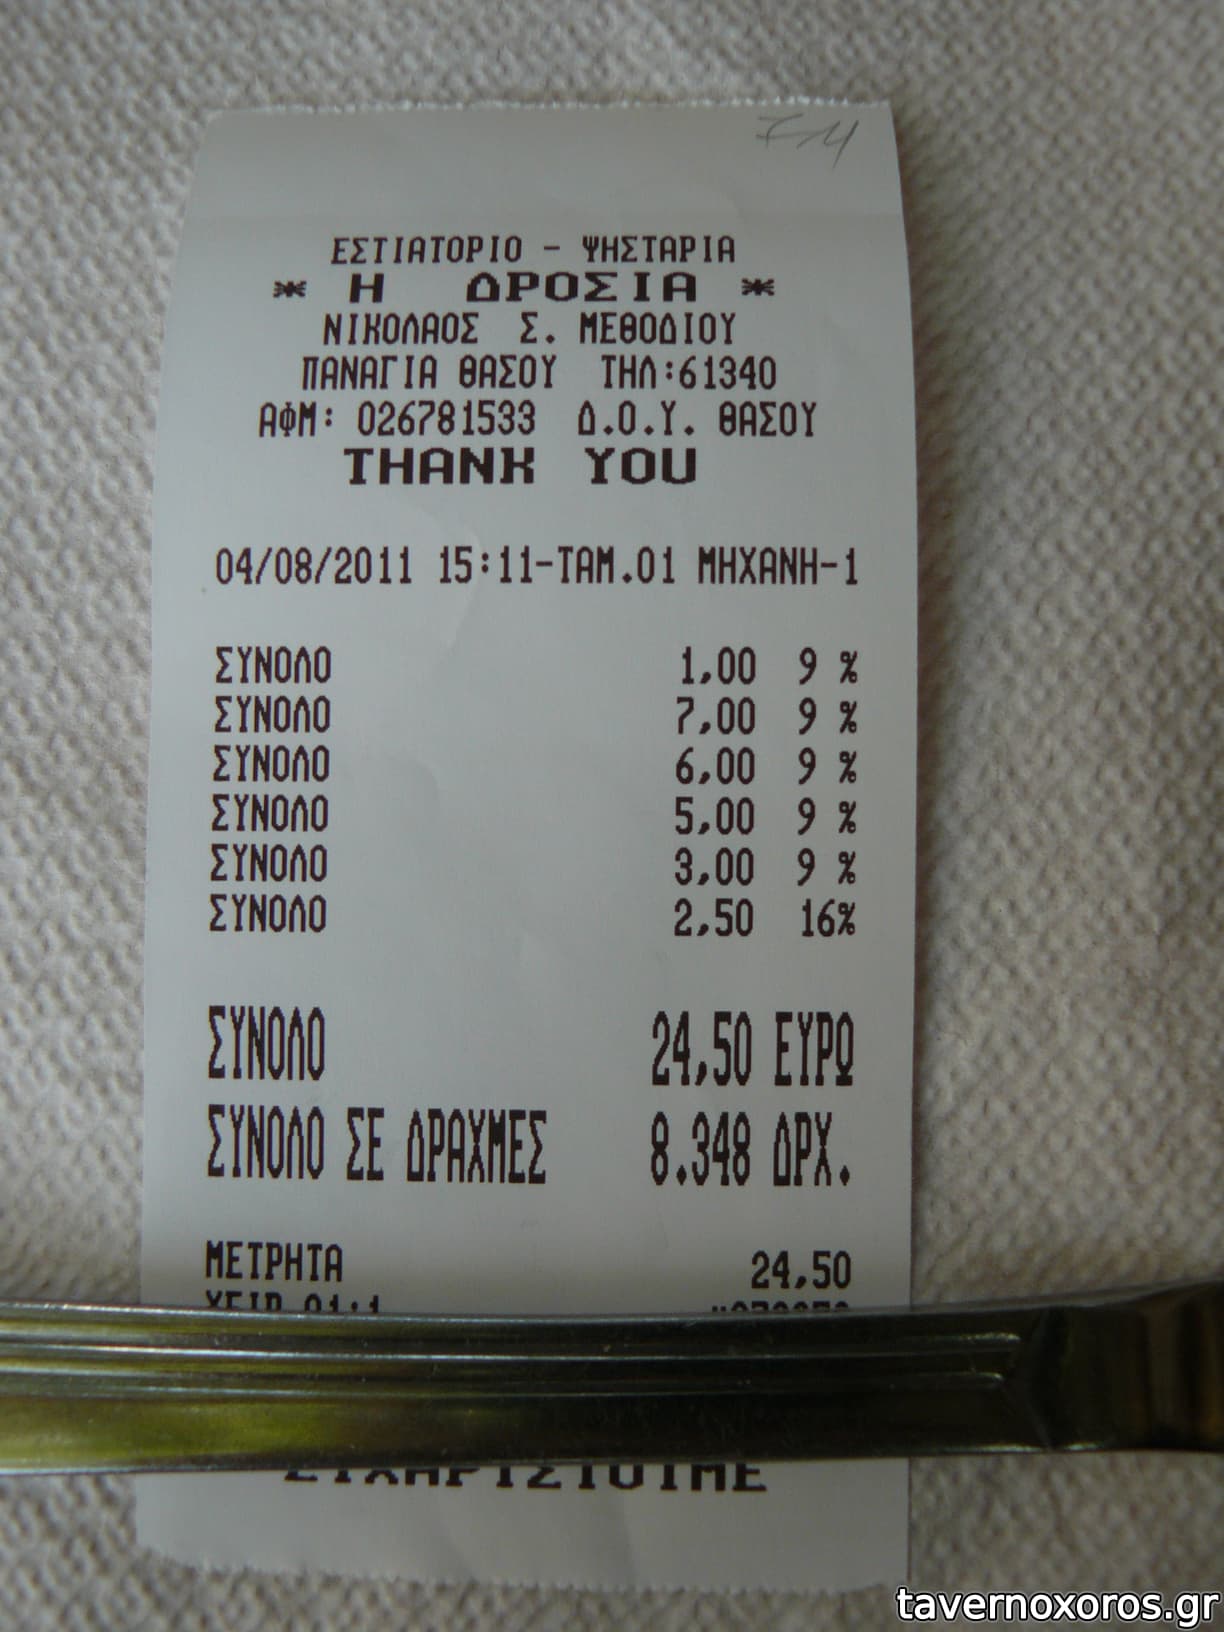 ΕΣΤΙΑΤΟΡΙΟ - ΨΗΣΤΑΡΙΑ
* Η ΔΡΟΣΙΑ *
ΝΙΚΟΛΑΟΣ Σ. ΜΕΘΟΔΙΟΥ
ΠΑΝΑΓΙΑ ΘΑΣΟΥ ΤΗΛ:61340
ΑΦΜ: 026781533 Δ.Ο.Υ. ΘΑΣΟΥ
THANK YOU
04/08/2011 15:11-ΤΑΜ.01 ΜΗΧΑΝΗ-1
ΣΥΝΟΛΟ 1,00 9 %
ΣΥΝΟΛΟ 7,00 9 %
ΣΥΝΟΛΟ 6,00 9 %
ΣΥΝΟΛΟ 5,00 9 %
ΣΥΝΟΛΟ 3,00 9 %
ΣΥΝΟΛΟ 2,50 16%
ΣΥΝΟΛΟ 24,50 ΕΥΡΩ
ΣΥΝΟΛΟ ΣΕ ΔΡΑΧΜΕΣ 8.348 ΔΡΧ.
ΜΕΤΡΗΤΑ 24,50
ΧΕΙΡ 01:1
tavernoxoros.gr